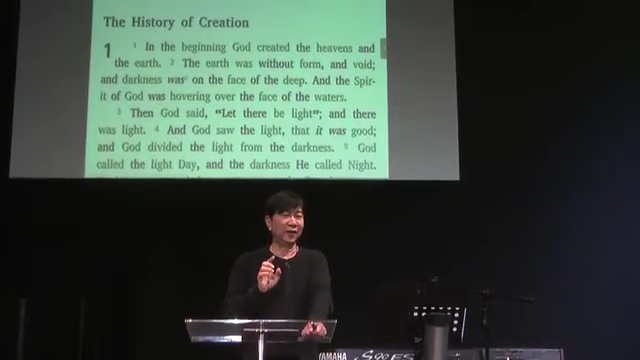 The History of Creation
1 1 In the beginning God created the heavens and
the earth. 2 The earth was without form, and void;
and darkness was on the face of the deep. And the Spir-
it of God was hovering over the face of the waters.
3 Then God said, “Let there be light”; and there
was light. 4 And God saw the light, that it was good;
and God divided the light from the darkness. 5 God
called the light Day, and the darkness He called Night.
YAMAHA S90 ES